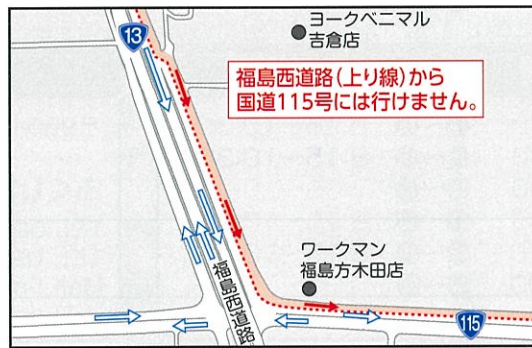 13
ヨークベニマル
吉倉店
福島西道路(上り線)から
国道115号には行けません。
ワークマン
福島方木田店
福島西道路
115